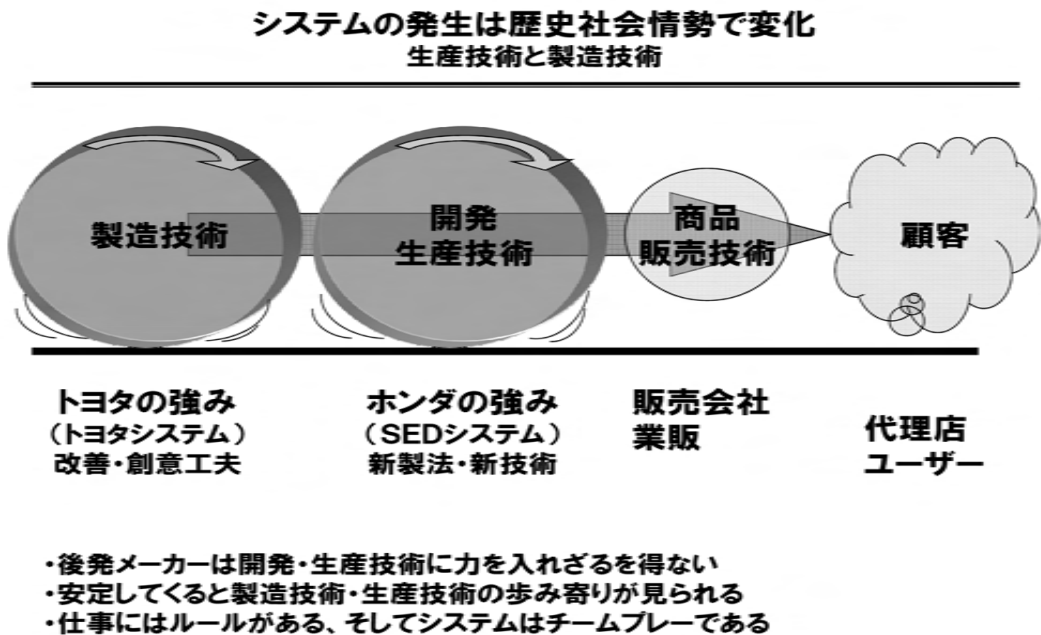 システムの発生は歴史社会情勢で変化
生産技術と製造技術
製造技術
開発
生産技術
商品
販売技術
顧客
トヨタの強み
（トヨタシステム）
改善・創意工夫
ホンダの強み
（SEDシステム）
新製法・新技術
販売会社
業販
代理店
ユーザー
・後発メーカーは開発・生産技術に力を入れざるを得ない
・安定してくると製造技術・生産技術の歩み寄りが見られる
・仕事にはルールがある、そしてシステムはチームプレーである